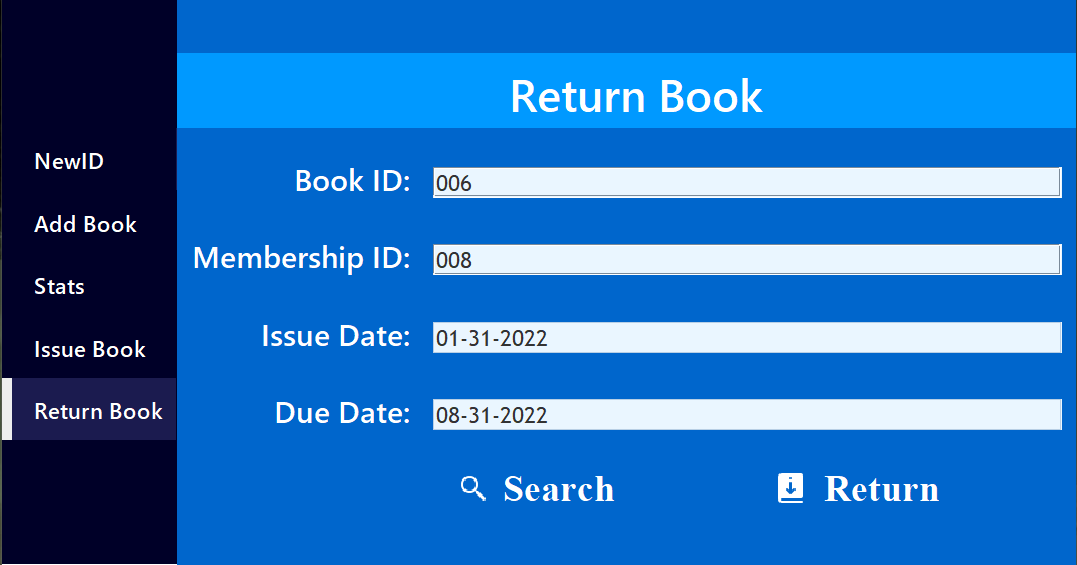 Return Book
NewID
Add Book
Stats
Issue Book
Return Book
Book ID: 006
Membership ID: 008
Issue Date: 01-31-2022
Due Date: 08-31-2022
Search Return